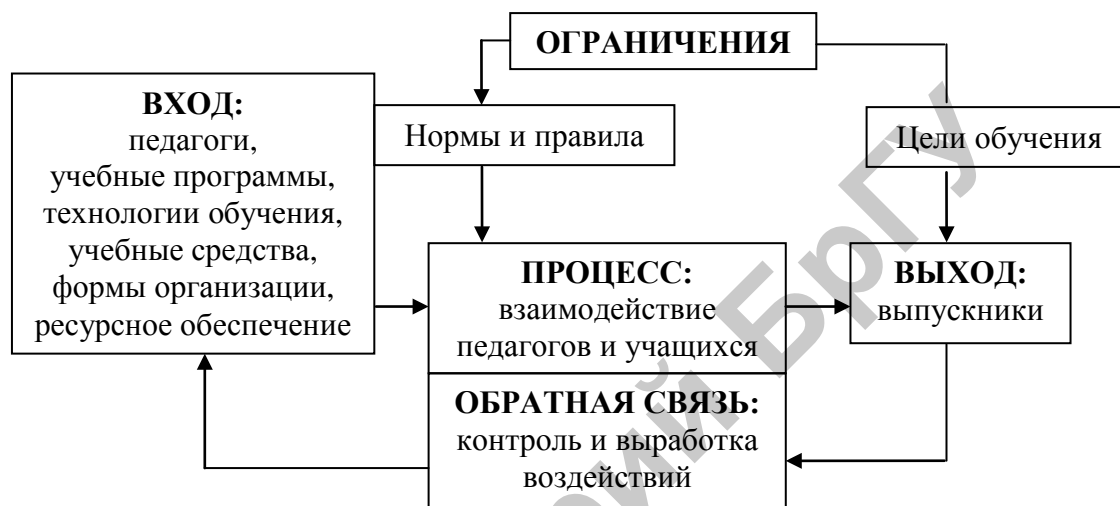 ОГРАНИЧЕНИЯ
ВХОД:
педагоги,
учебные программы,
технологии обучения,
учебные средства,
формы организации,
ресурсное обеспечение
Нормы и правила
Цели обучения
ПРОЦЕСС:
взаимодействие
педагогов и учащихся
ВЫХОД:
выпускники
ОБРАТНАЯ СВЯЗЬ:
контроль и выработка
воздействий
БрГУ